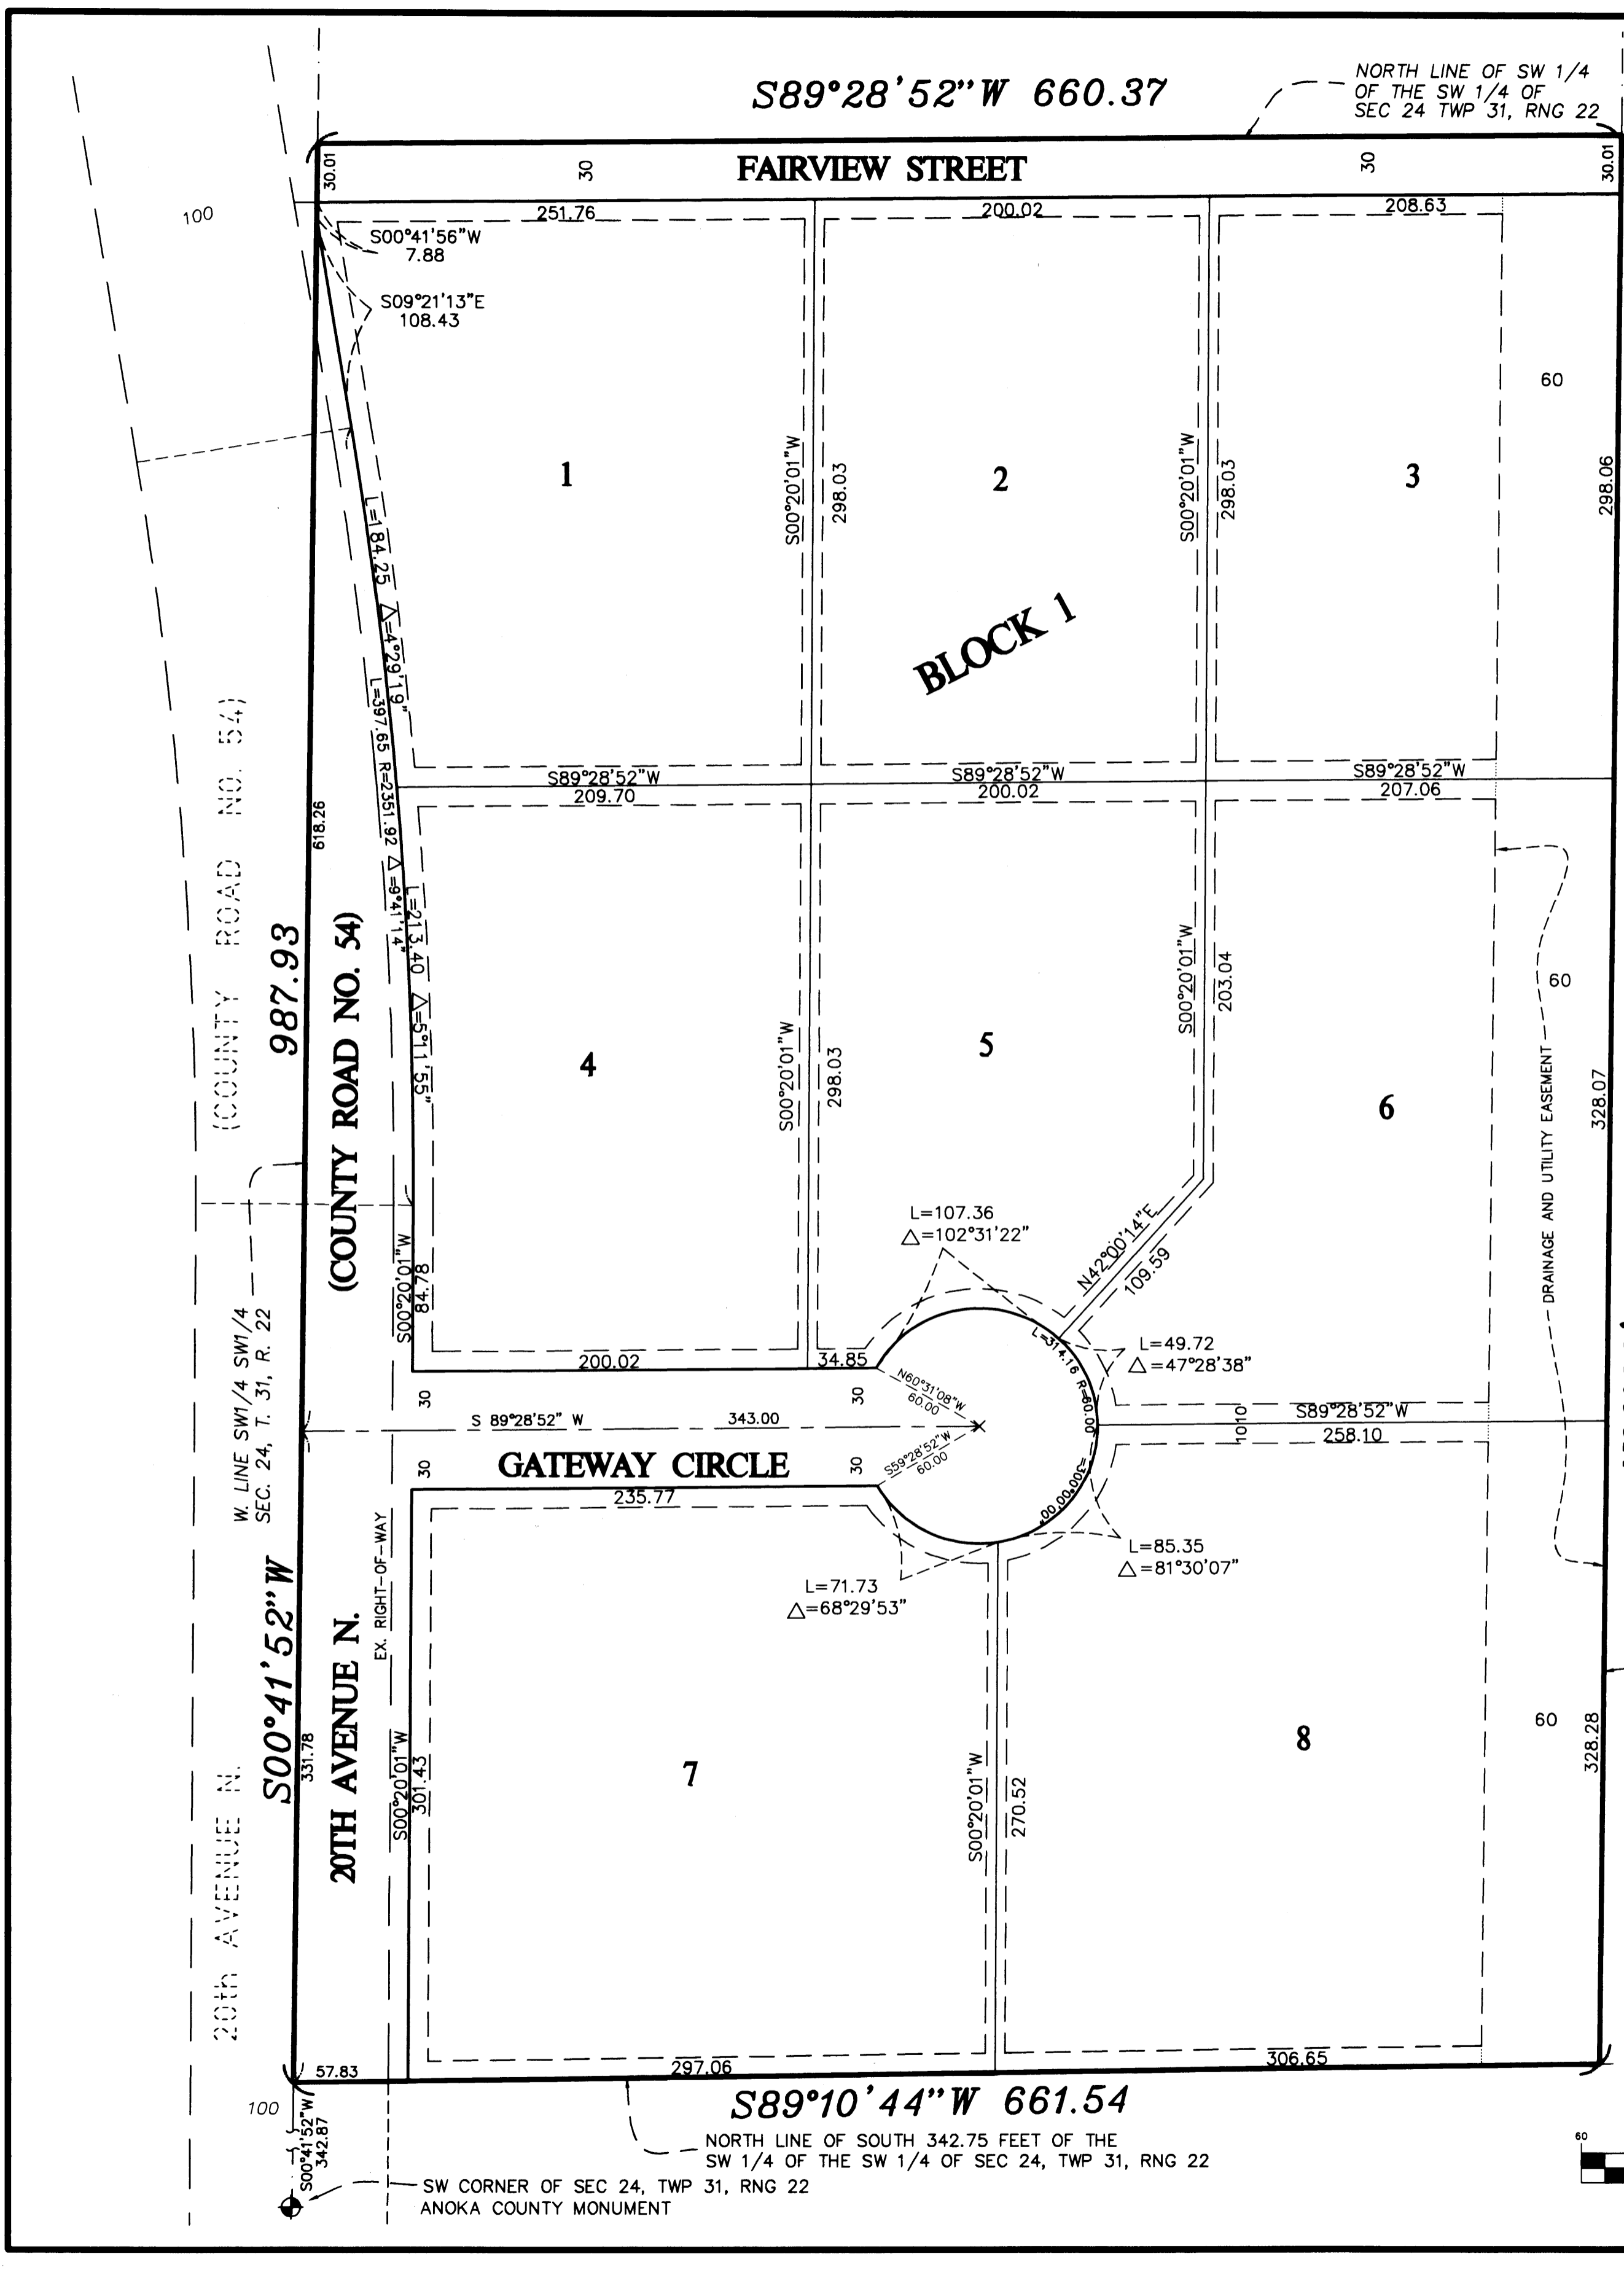 S89°28'52"W 660.37
NORTH LINE OF SW 1/4
OF THE SW 1/4 OF
SEC 24 TWP 31, RNG 22
30.01
30
FAIRVIEW STREET
30
30.01
100
251.76
200.02
208.63
S00°41'56"W
7.88
S09°21'13"E
108.43
60
1
S00°20'01"W
298.03
2
S00°20'01"W
298.03
3
298.06
L=184.25 △=4°29'19"
BLOCK 1
L=397.65 R=2351.92 △=9°41'14"
S89°28'52"W
209.70
S89°28'52"W
200.02
S89°28'52"W
207.06
(COUNTY ROAD NO. 54)
618.26
987.93
(COUNTY ROAD NO. 54)
L=213.40 △=5°11'55"
4
S00°20'01"W
298.03
5
S00°20'01"W
203.04
6
60
DRAINAGE AND UTILITY EASEMENT
328.07
W. LINE SW1/4 SW1/4
SEC. 24, T. 31, R. 22
S00°20'01"W
84.78
L=107.36
△=102°31'22"
N42°00'14"E
109.59
L=49.72
△=47°28'38"
200.02
34.85
L=314.16 R=60.00
=300°00'00"
30
30
N60°31'08"W
60.00
S 89°28'52" W 343.00
S89°28'52"W
258.10
10
10
S59°28'52"W
60.00
30
GATEWAY CIRCLE
30
235.77
L=85.35
△=81°30'07"
L=71.73
△=68°29'53"
S00°41'52"W
EX. RIGHT-OF-WAY
20TH AVENUE N.
331.78
20th AVENUE N.
S00°20'01"W
301.43
7
S00°20'01"W
270.52
8
60
328.28
57.83
297.06
306.65
S89°10'44"W 661.54
100
S00°41'52"W
342.87
NORTH LINE OF SOUTH 342.75 FEET OF THE
SW 1/4 OF THE SW 1/4 OF SEC 24, TWP 31, RNG 22
SW CORNER OF SEC 24, TWP 31, RNG 22
ANOKA COUNTY MONUMENT
60